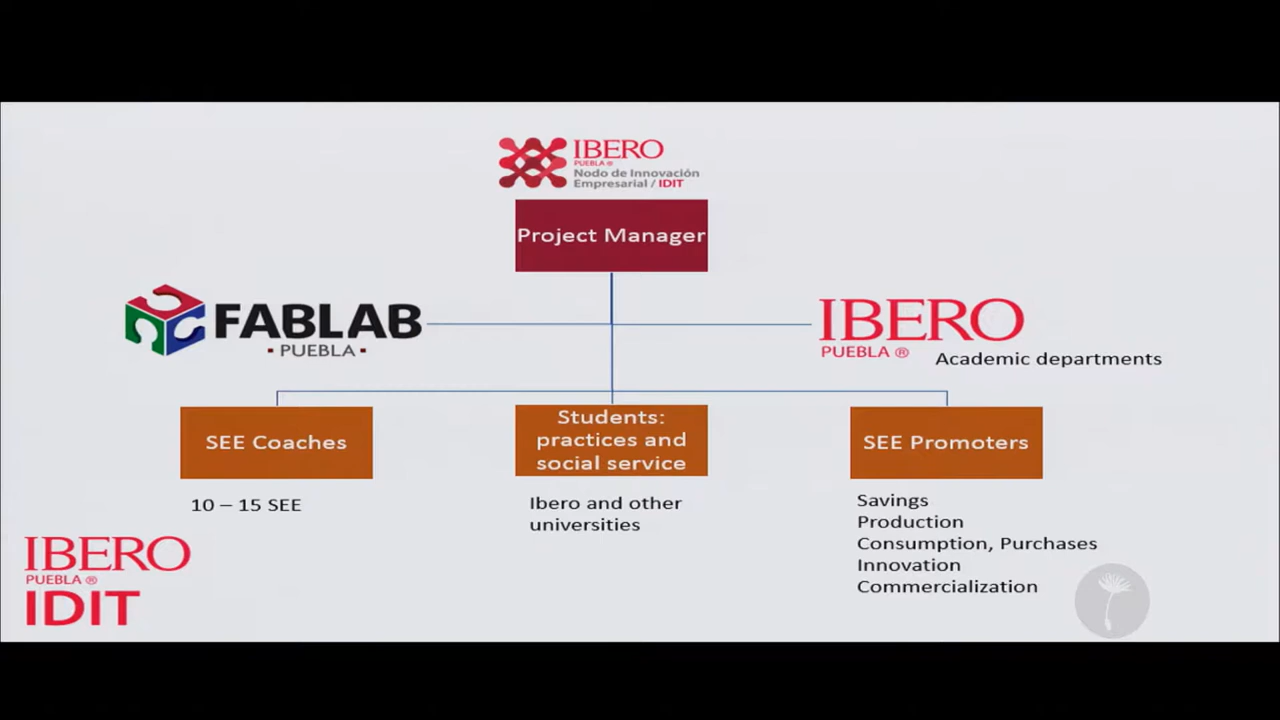 IBERO
PUEBLA ®
Nodo de Innovación
Empresarial / IDIT
Project Manager
FABLAB
PUEBLA
IBERO
PUEBLA ®
Academic departments
SEE Coaches
Students:
practices and
social service
SEE Promoters
10 – 15 SEE
Ibero and other
universities
Savings
Production
Consumption, Purchases
Innovation
Commercialization
IBERO
PUEBLA ®
IDIT